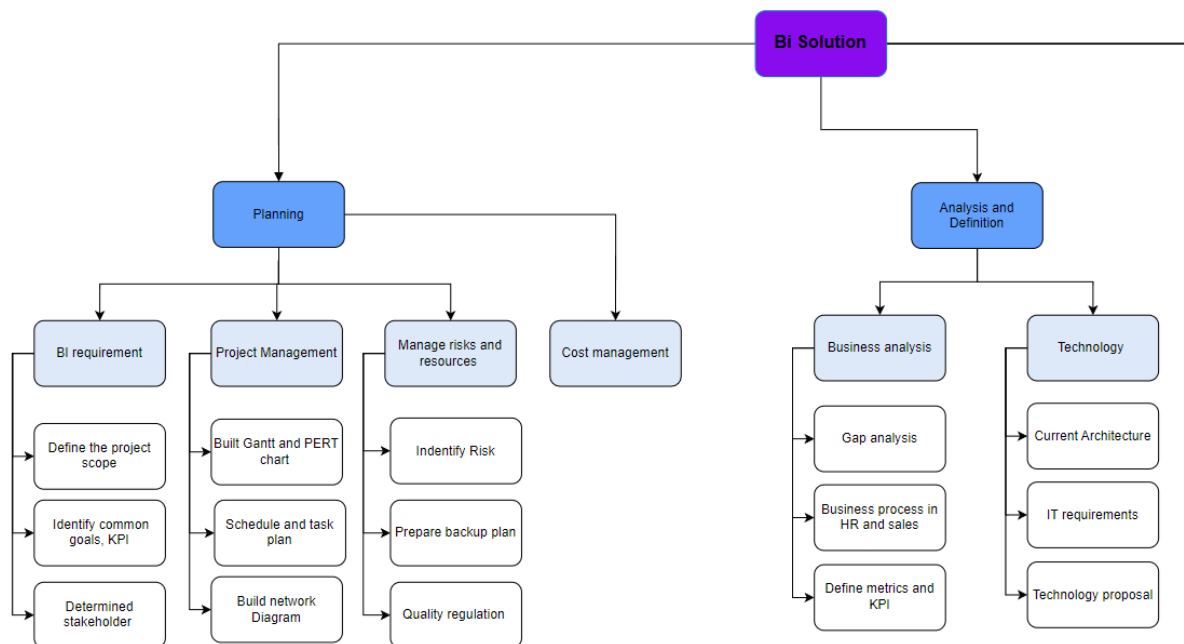 Bi Solution
Planning
Analysis and
Definition
BI requirement
Project Management
Manage risks and
resources
Cost management
Business analysis
Technology
Define the project
scope
Built Gantt and PERT
chart
Indentify Risk
Gap analysis
Current Architecture
Identify common
goals, KPI
Schedule and task
plan
Prepare backup plan
Business process in
HR and sales
IT requirements
Determined
stakeholder
Build network
Diagram
Quality regulation
Define metrics and
KPI
Technology proposal